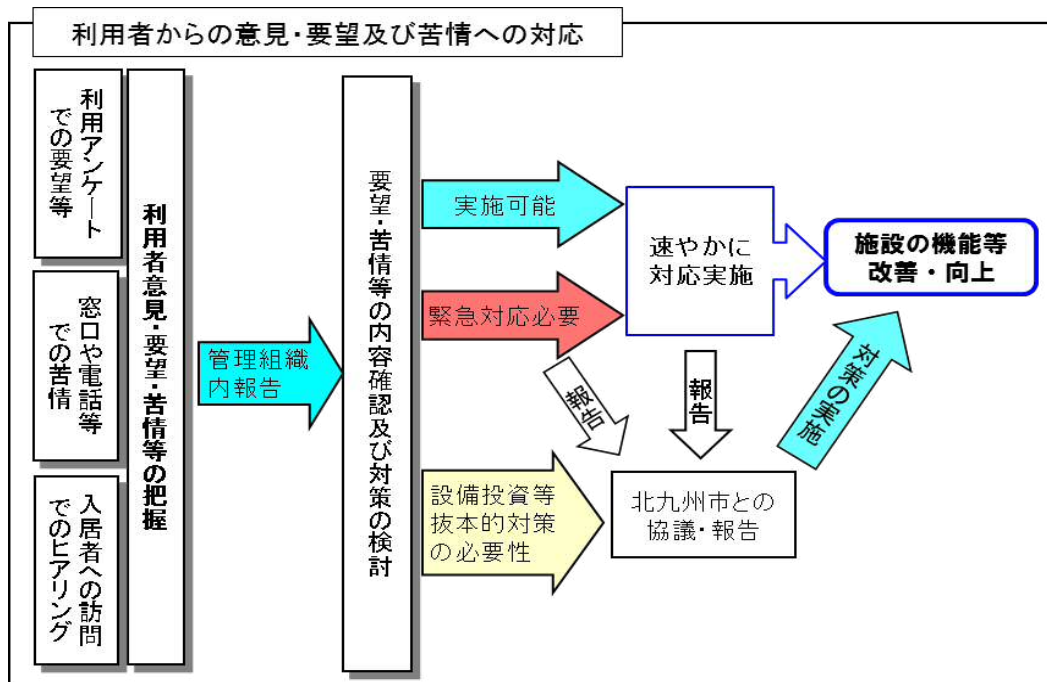 利用者からの意見・要望及び苦情への対応
利用アンケート
での要望等
窓口や電話等
での苦情
入居者への訪問
でのヒアリング
利用者意見・要望・苦情等の把握
管理組織
内報告
要望・苦情等の内容確認及び対策の検討
実施可能
緊急対応必要
設備投資等
抜本的対策
の必要性
速やかに
対応実施
報告
報告
北九州市との
協議・報告
対策の実施
施設の機能等
改善・向上